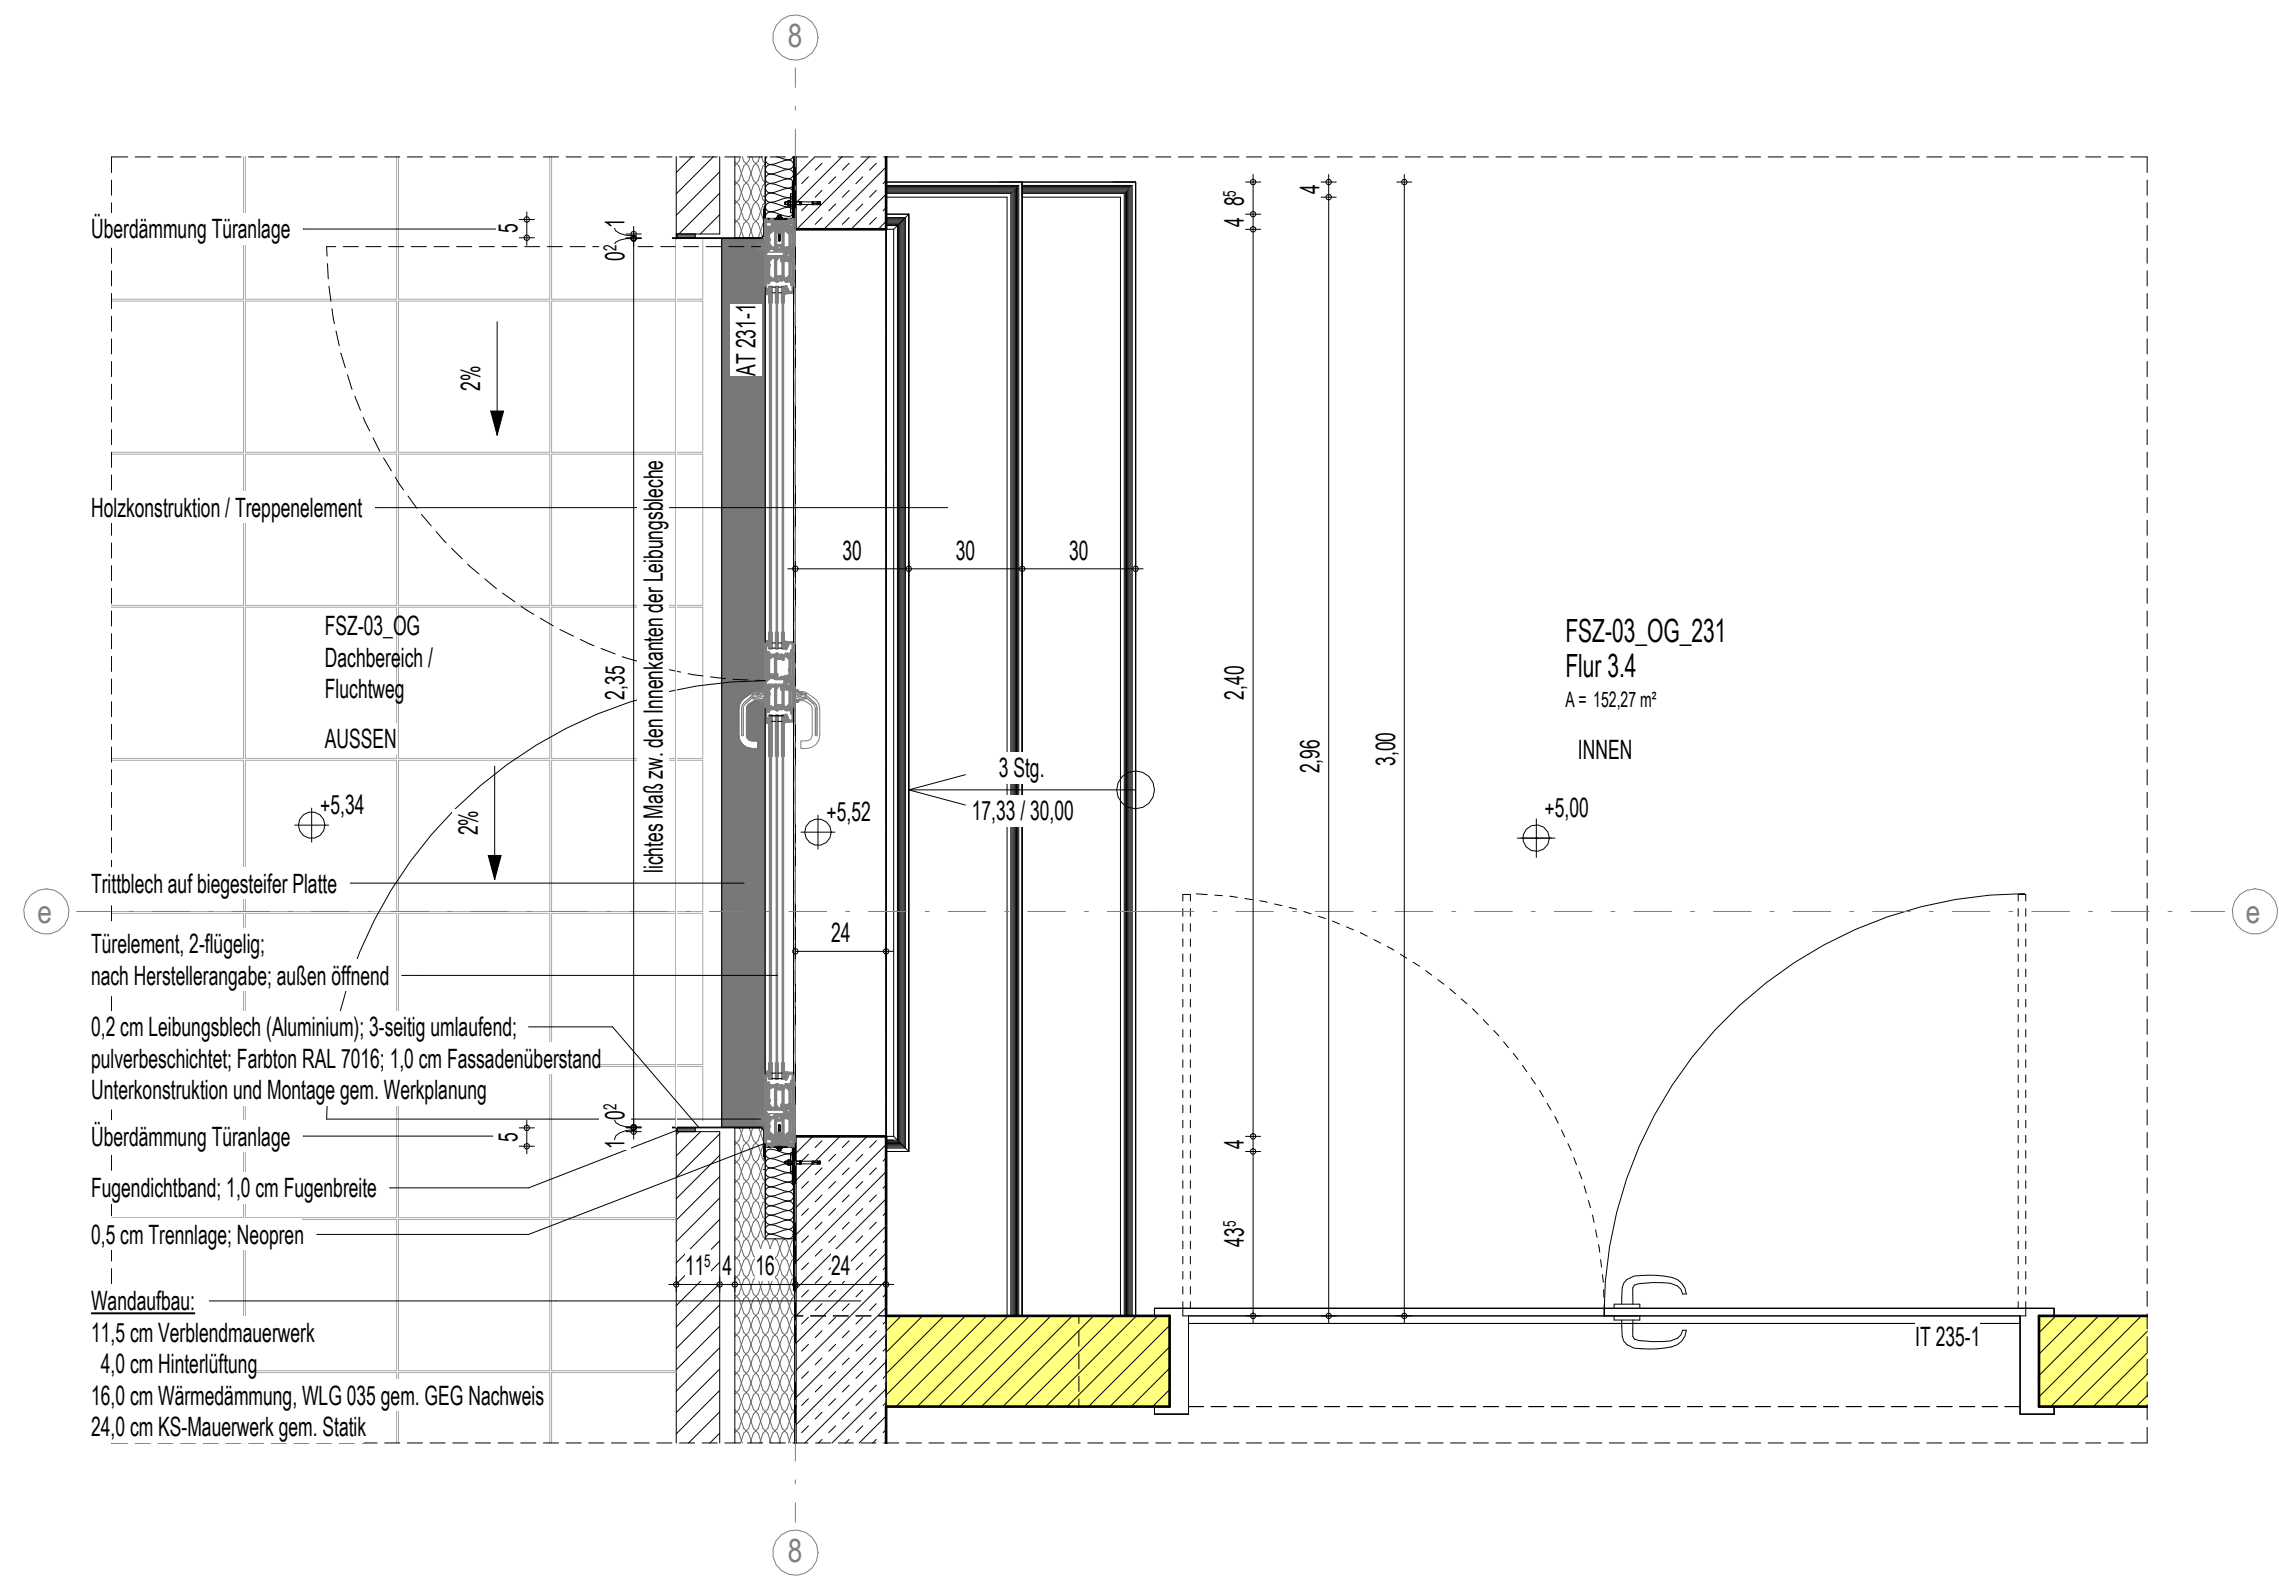 8
Überdämmung Türanlage
5
0² 1
AT 231-1
4 8⁵
4
2%
Holzkonstruktion / Treppenelement
lichtes Maß zw. den Innenkanten der Leibungsbleche
30 30 30
FSZ-03_OG
Dachbereich /
Fluchtweg
AUSSEN
2,35
2,40
2,96
3,00
FSZ-03_OG_231
Flur 3.4
A = 152,27 m²
INNEN
3 Stg.
17,33 / 30,00
+5,34
2%
+5,52
+5,00
Trittblech auf biegesteifer Platte
e
e
24
Türelement, 2-flügelig;
nach Herstellerangabe; außen öffnend
0,2 cm Leibungsblech (Aluminium); 3-seitig umlaufend;
pulverbeschichtet; Farbton RAL 7016; 1,0 cm Fassadenüberstand
Unterkonstruktion und Montage gem. Werkplanung
Überdämmung Türanlage
5
1 0²
4
Fugendichtband; 1,0 cm Fugenbreite
0,5 cm Trennlage; Neopren
43⁵
11⁵ 4 16 24
Wandaufbau:
11,5 cm Verblendmauerwerk
4,0 cm Hinterlüftung
16,0 cm Wärmedämmung, WLG 035 gem. GEG Nachweis
24,0 cm KS-Mauerwerk gem. Statik
IT 235-1
8